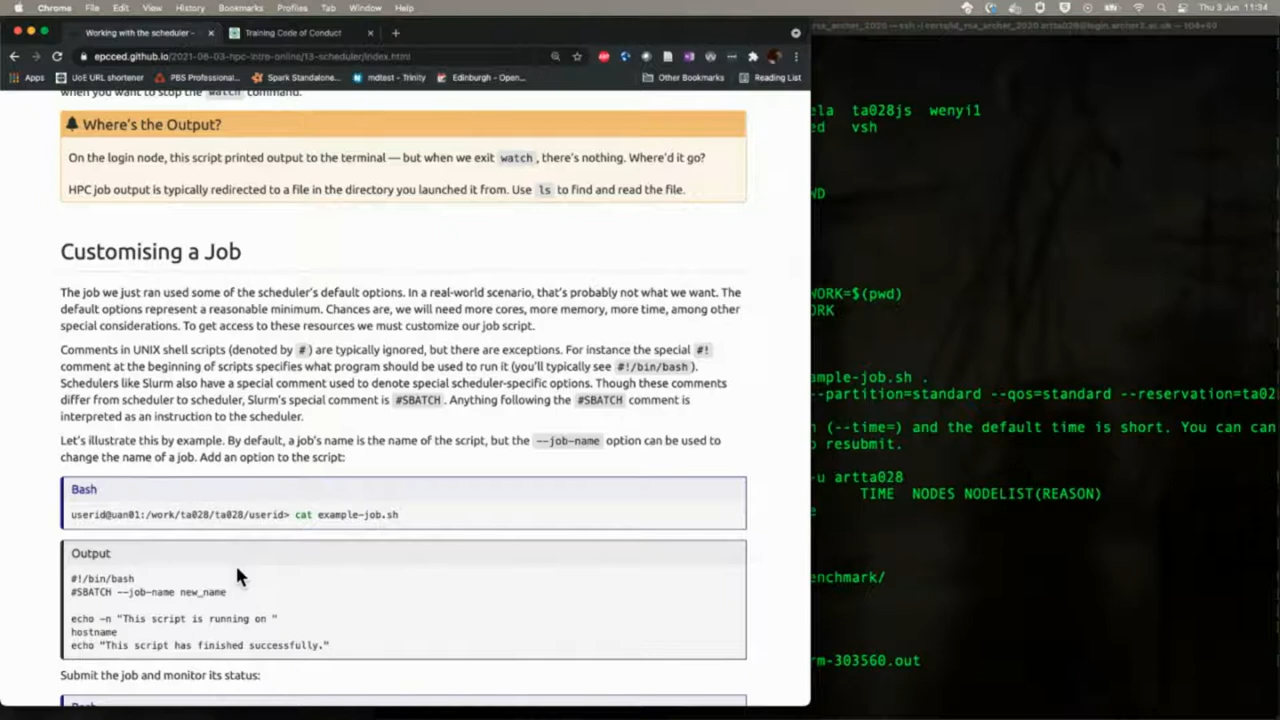 Chrome File Edit View History Bookmarks Profiles Tab Window Help Thu 3 Jun 11:34
Working with the scheduler – × Training Code of Conduct × +
epcced.github.io/2021-06-03-hpc-intro-online/13-scheduler/index.html
Apps UoE URL shortener PBS Professional... Spark Standalone... mdtest - Trinity Edinburgh - Open... Other Bookmarks Reading List
when you want to stop the watch command.
Where's the Output?
On the login node, this script printed output to the terminal — but when we exit watch , there's nothing. Where'd it go?
HPC job output is typically redirected to a file in the directory you launched it from. Use ls to find and read the file.
Customising a Job
The job we just ran used some of the scheduler's default options. In a real-world scenario, that's probably not what we want. The
default options represent a reasonable minimum. Chances are, we will need more cores, more memory, more time, among other
special considerations. To get access to these resources we must customize our job script.
Comments in UNIX shell scripts (denoted by # ) are typically ignored, but there are exceptions. For instance the special #!
comment at the beginning of scripts specifies what program should be used to run it (you'll typically see #!/bin/bash ).
Schedulers like Slurm also have a special comment used to denote special scheduler-specific options. Though these comments
differ from scheduler to scheduler, Slurm's special comment is #SBATCH . Anything following the #SBATCH comment is
interpreted as an instruction to the scheduler.
Let's illustrate this by example. By default, a job's name is the name of the script, but the --job-name option can be used to
change the name of a job. Add an option to the script:
Bash
userid@uan01:/work/ta028/ta028/userid> cat example-job.sh
Output
#!/bin/bash
#SBATCH --job-name new_name
echo -n "This script is running on "
hostname
echo "This script has finished successfully."
Submit the job and monitor its status:
ela ta028js wenyi1
ed vsh
WD
WORK=$(pwd)
ORK
ample-job.sh .
--partition=standard --qos=standard --reservation=ta02
n (--time=) and the default time is short. You can can
o resubmit.
-u artta028
TIME NODES NODELIST(REASON)
e
enchmark/
rm-303560.out